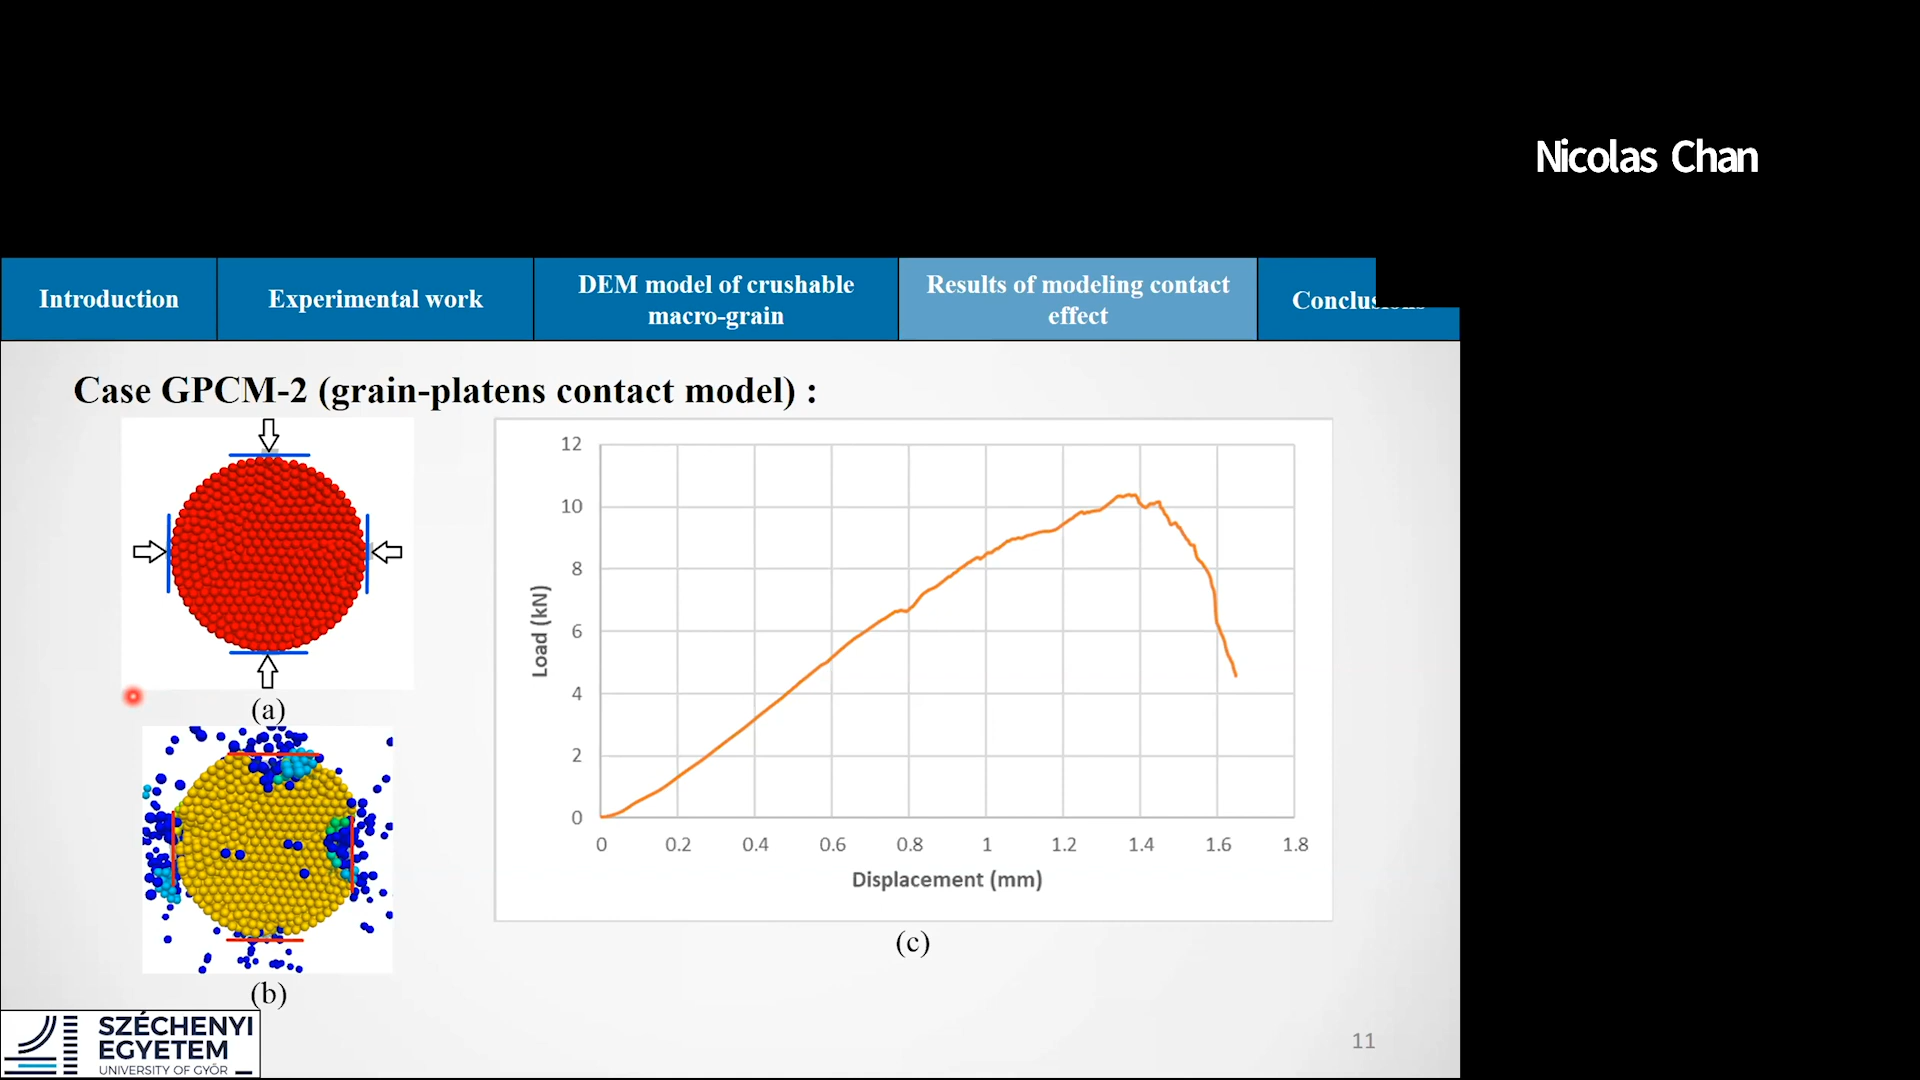 Nicolas Chan
Introduction
Experimental work
DEM model of crushable
macro-grain
Results of modeling contact
effect
Conclusions
Case GPCM-2 (grain-platens contact model) :
(a)
(b)
12
10
8
6
4
2
0
Load (kN)
0 0.2 0.4 0.6 0.8 1 1.2 1.4 1.6 1.8
Displacement (mm)
(c)
SZÉCHENYI
EGYETEM
UNIVERSITY OF GYŐR
11